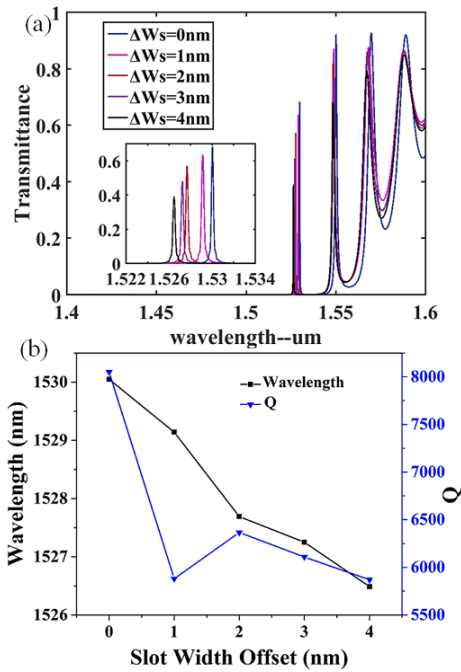 (a)
ΔWs=0nm
ΔWs=1nm
ΔWs=2nm
ΔWs=3nm
ΔWs=4nm
Transmittance
1
0.8
0.6
0.4
0.2
0
0.6
0.4
0.2
0
1.522 1.526 1.53 1.534
1.4 1.45 1.5 1.55 1.6
wavelength--um
(b)
Wavelength
Q
Wavelength (nm)
1530
1529
1528
1527
1526
8000
7500
7000
6500
6000
5500
Q
0 1 2 3 4
Slot Width Offset (nm)